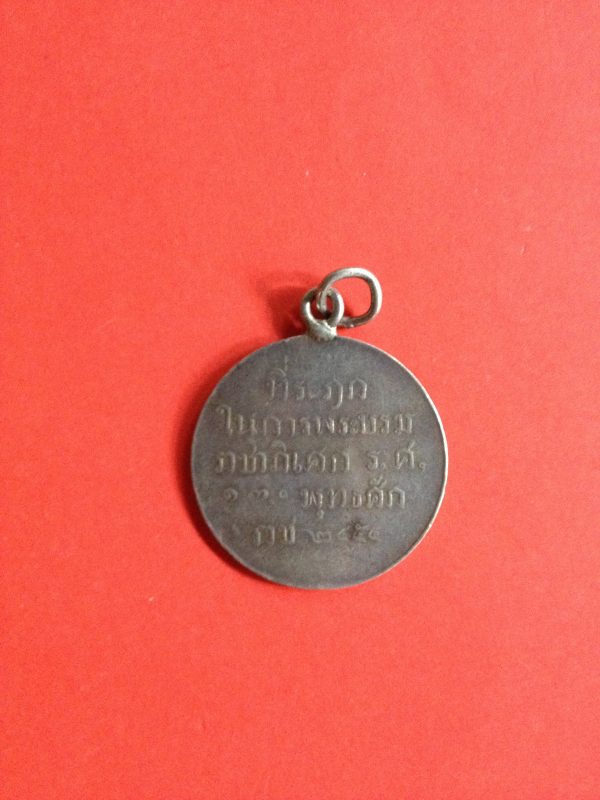 ที่ระฦก
ในการพระบรม
ราชาภิเศก ร.ศ.
๑๓๐ พุทธศัก
ราช ๒๔๕๔